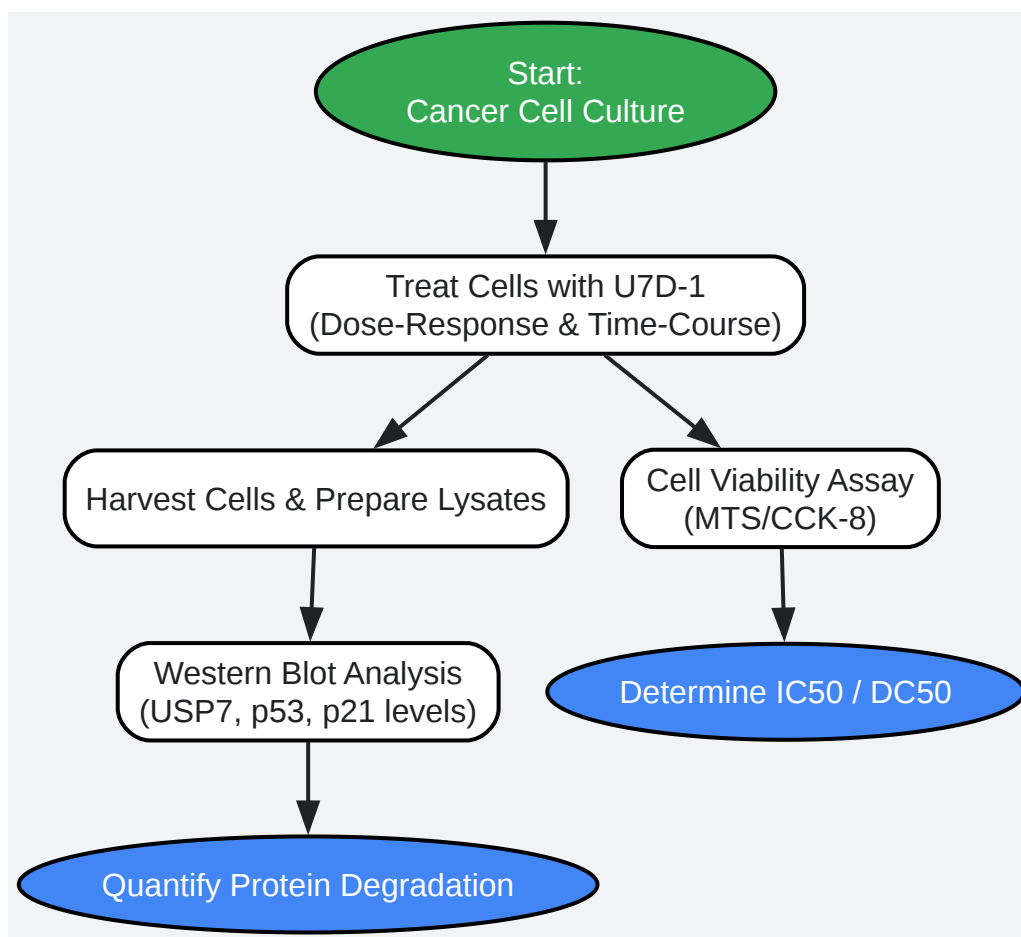 Start:
Cancer Cell Culture
Treat Cells with U7D-1
(Dose-Response & Time-Course)
Harvest Cells & Prepare Lysates
Cell Viability Assay
(MTS/CCK-8)
Western Blot Analysis
(USP7, p53, p21 levels)
Determine IC50 / DC50
Quantify Protein Degradation